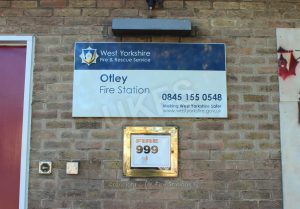 West Yorkshire
Fire & Rescue Service
Otley
Fire Station
0845 155 0548
Making West Yorkshire Safer
www.westyorksfire.gov.uk
FIRE
999